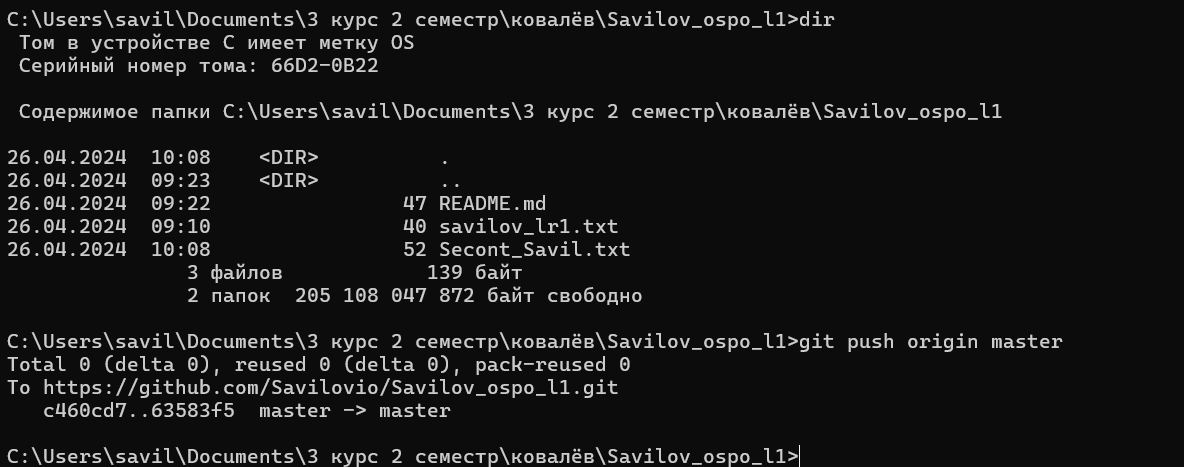 C:\Users\savil\Documents\3 курс 2 семестр\ковалёв\Savilov_ospo_l1>dir
 Том в устройстве C имеет метку OS
 Серийный номер тома: 66D2-0B22
 Содержимое папки C:\Users\savil\Documents\3 курс 2 семестр\ковалёв\Savilov_ospo_l1
26.04.2024  10:08    <DIR>          .
26.04.2024  09:23    <DIR>          ..
26.04.2024  09:22                47 README.md
26.04.2024  09:10                40 savilov_lr1.txt
26.04.2024  10:08                52 Secont_Savil.txt
               3 файлов            139 байт
               2 папок  205 108 047 872 байт свободно
C:\Users\savil\Documents\3 курс 2 семестр\ковалёв\Savilov_ospo_l1>git push origin master
Total 0 (delta 0), reused 0 (delta 0), pack-reused 0
To https://github.com/Savilovio/Savilov_ospo_l1.git
   c460cd7..63583f5  master -> master
C:\Users\savil\Documents\3 курс 2 семестр\ковалёв\Savilov_ospo_l1>